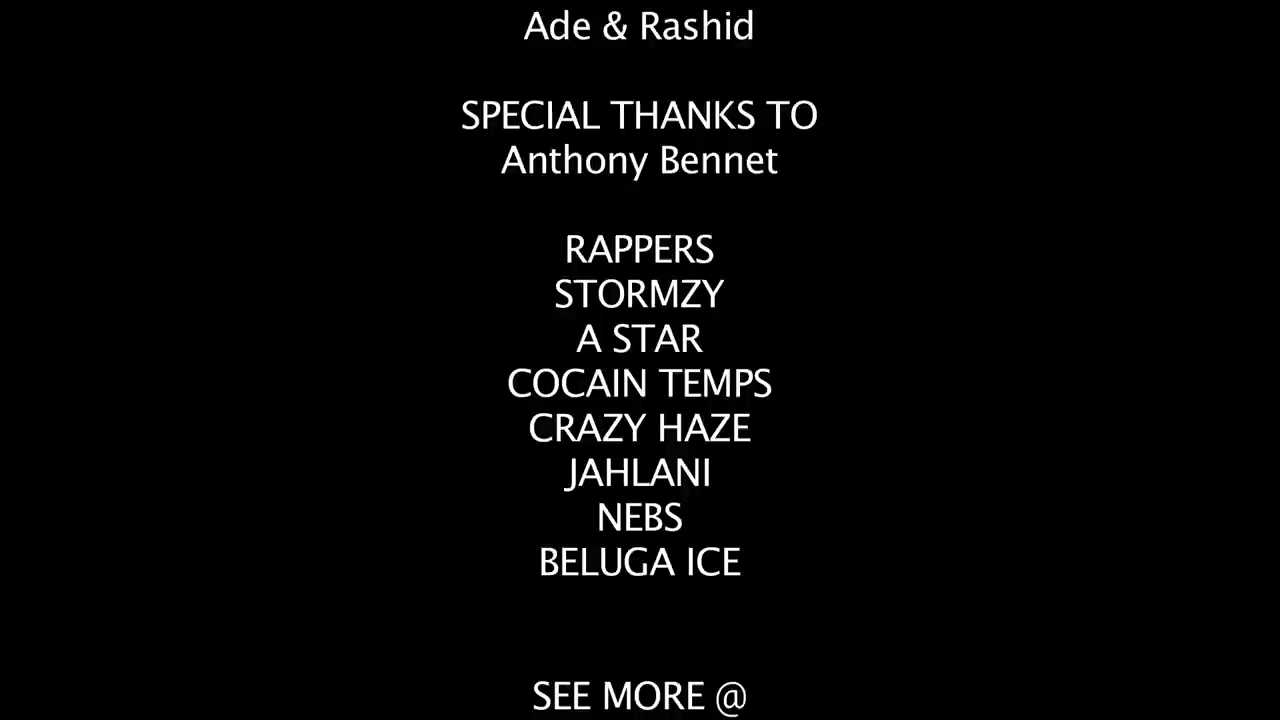 Ade & Rashid
SPECIAL THANKS TO
Anthony Bennet
RAPPERS
STORMZY
A STAR
COCAIN TEMPS
CRAZY HAZE
JAHLANI
NEBS
BELUGA ICE
SEE MORE @